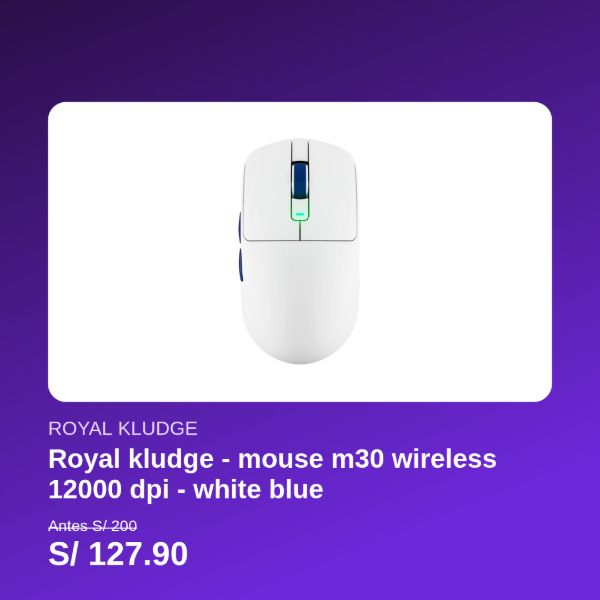 ROYAL KLUDGE
Royal kludge - mouse m30 wireless
12000 dpi - white blue
Antes S/ 200
S/ 127.90